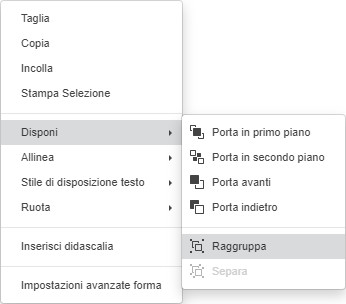 Taglia
Copia
Incolla
Stampa Selezione
Disponi
Allinea
Stile di disposizione testo
Ruota
Inserisci didascalia
Impostazioni avanzate forma
Porta in primo piano
Porta in secondo piano
Porta avanti
Porta indietro
Raggruppa
Separa